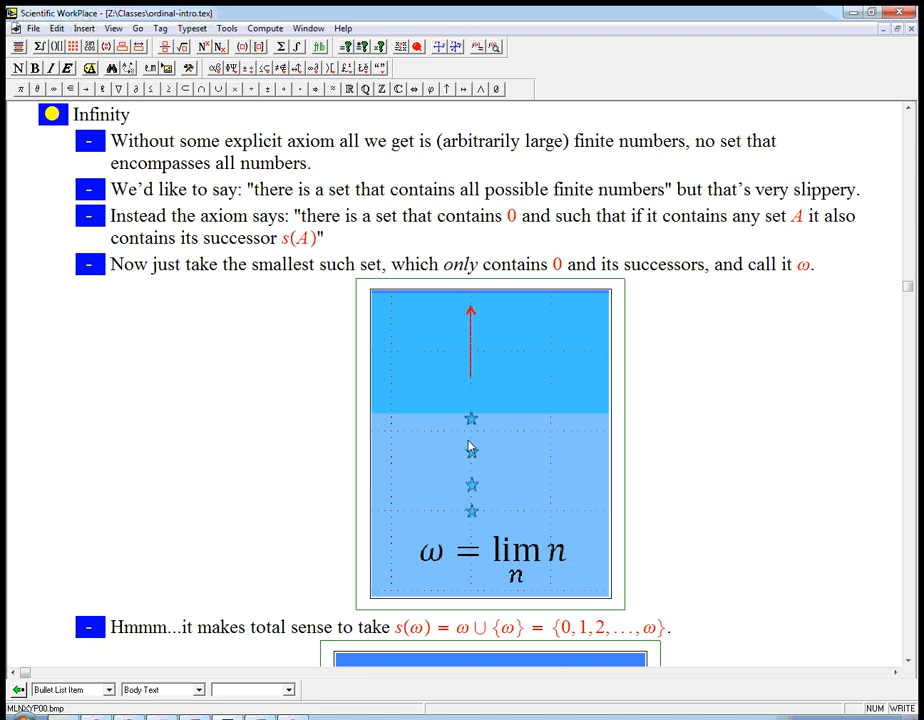 Scientific WorkPlace - [Z:\Classes\ordinal-intro.tex]
File Edit Insert View Go Tag Typeset Tools Compute Window Help
Infinity
- Without some explicit axiom all we get is (arbitrarily large) finite numbers, no set that
encompasses all numbers.
- We'd like to say: "there is a set that contains all possible finite numbers" but that's very slippery.
- Instead the axiom says: "there is a set that contains 0 and such that if it contains any set A it also
contains its successor s(A)"
- Now just take the smallest such set, which only contains 0 and its successors, and call it ω.
ω = lim n
n
- Hmmm...it makes total sense to take s(ω) = ω ∪ {ω} = {0,1,2,...,ω}.
Bullet List Item Body Text
MLNXYP00.bmp NUM WRITE